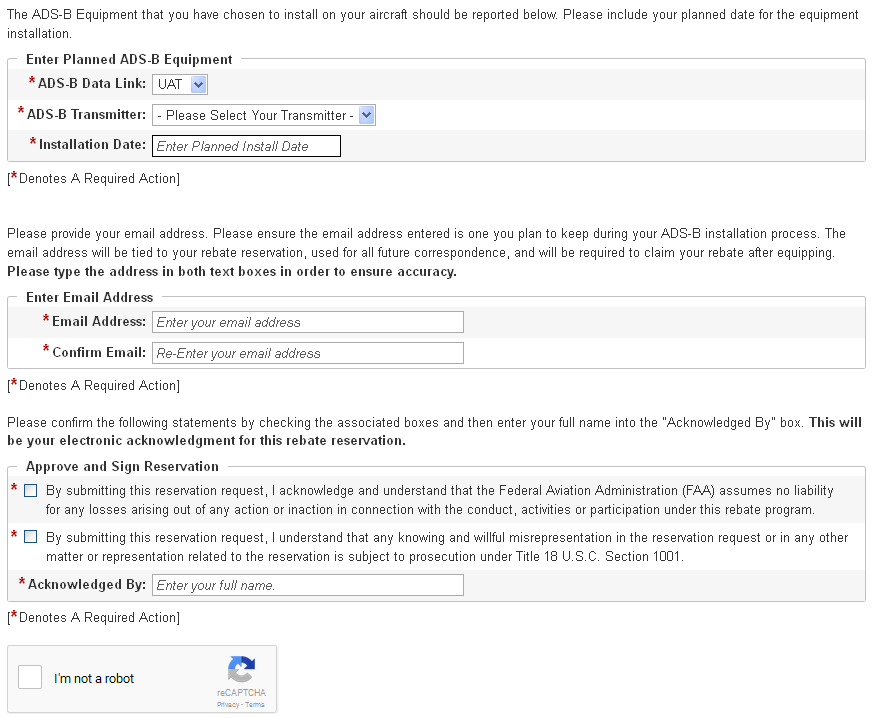 The ADS-B Equipment that you have chosen to install on your aircraft should be reported below. Please include your planned date for the equipment
installation.
Enter Planned ADS-B Equipment
*ADS-B Data Link: UAT
*ADS-B Transmitter: - Please Select Your Transmitter -
*Installation Date: Enter Planned Install Date
[*Denotes A Required Action]
Please provide your email address. Please ensure the email address entered is one you plan to keep during your ADS-B installation process. The
email address will be tied to your rebate reservation, used for all future correspondence, and will be required to claim your rebate after equipping.
Please type the address in both text boxes in order to ensure accuracy.
Enter Email Address
*Email Address: Enter your email address
*Confirm Email: Re-Enter your email address
[*Denotes A Required Action]
Please confirm the following statements by checking the associated boxes and then enter your full name into the "Acknowledged By" box. This will
be your electronic acknowledgment for this rebate reservation.
Approve and Sign Reservation
* By submitting this reservation request, I acknowledge and understand that the Federal Aviation Administration (FAA) assumes no liability
for any losses arising out of any action or inaction in connection with the conduct, activities or participation under this rebate program.
* By submitting this reservation request, I understand that any knowing and willful misrepresentation in the reservation request or in any other
matter or representation related to the reservation is subject to prosecution under Title 18 U.S.C. Section 1001.
*Acknowledged By: Enter your full name.
[*Denotes A Required Action]
I'm not a robot
reCAPTCHA
Privacy - Terms